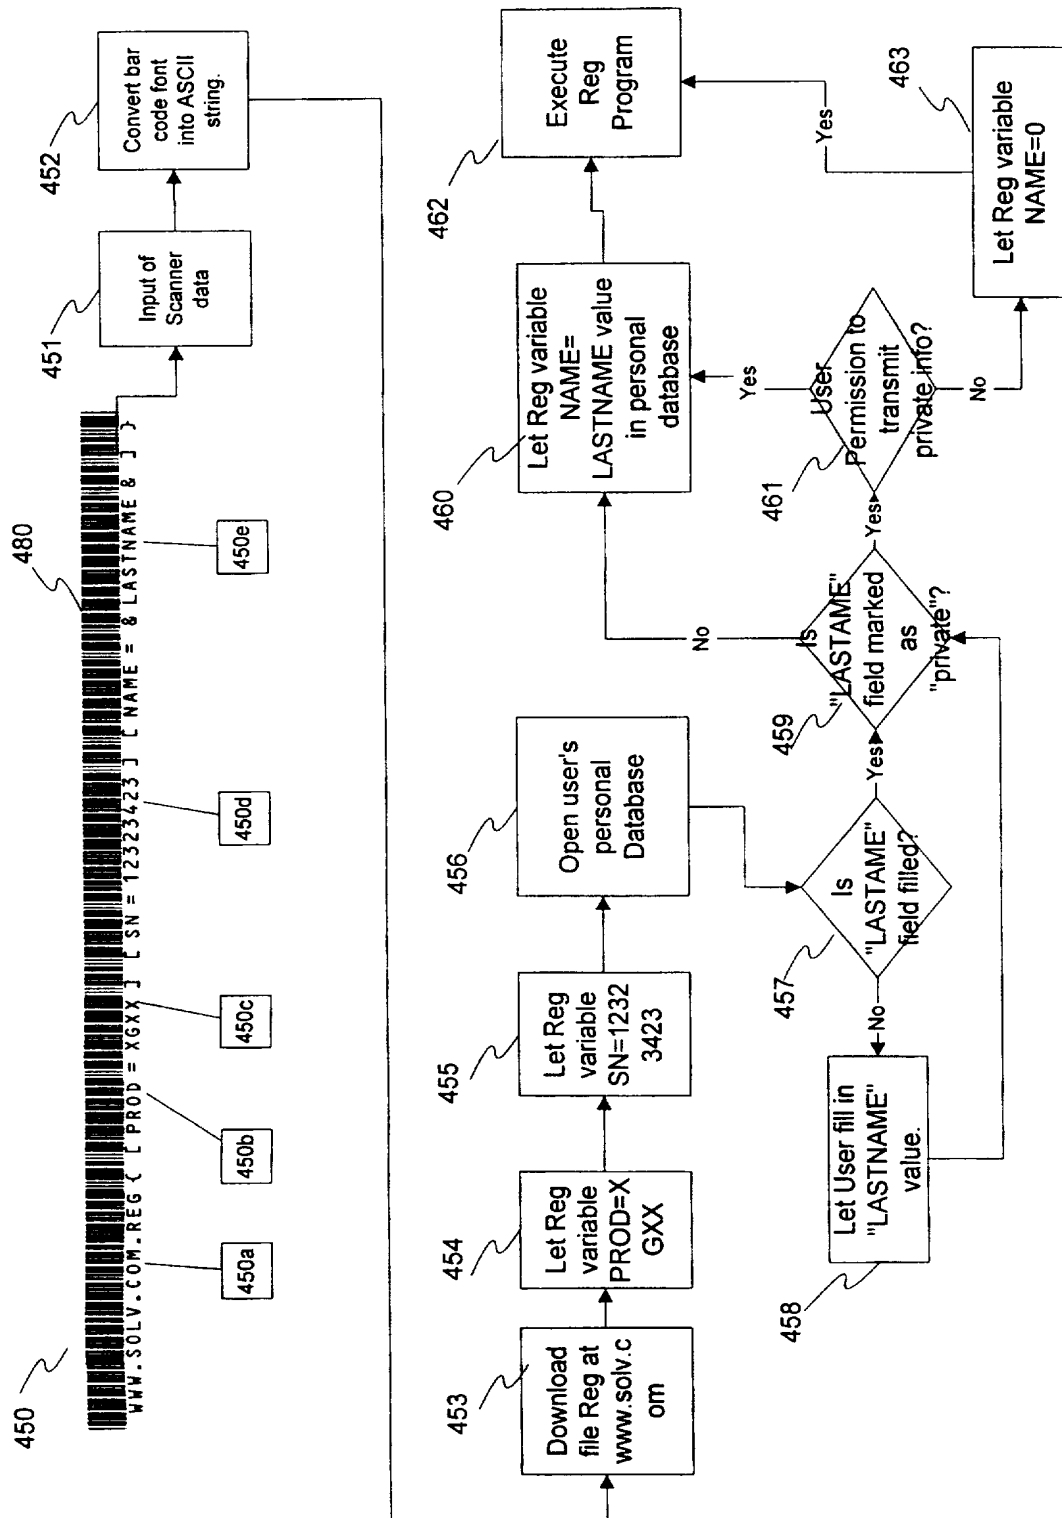 450
WWW.SOLV.COM.REG{ [PROD=XGXX] [SN=12323423] [NAME=&LASTNAME&]}
480
450a
450b
450c
450d
450e
451
Input of
Scanner
data
452
Convert bar
code font
into ASCII
string.
453
Download
file Reg at
www.solv.c
om
454
Let Reg
variable
PROD=X
GXX
455
Let Reg
variable
SN=1232
3423
456
Open user's
personal
Database
457
Is
"LASTAME"
field filled?
No
Yes
458
Let User fill in
"LASTNAME"
value.
459
Is
"LASTAME"
field marked
as
"private"?
No
Yes
460
Let Reg variable
NAME=
LASTNAME value
in personal
database
461
User
Permission to
transmit
private info?
Yes
No
462
Execute
Reg
Program
463
Let Reg variable
NAME=0
Yes